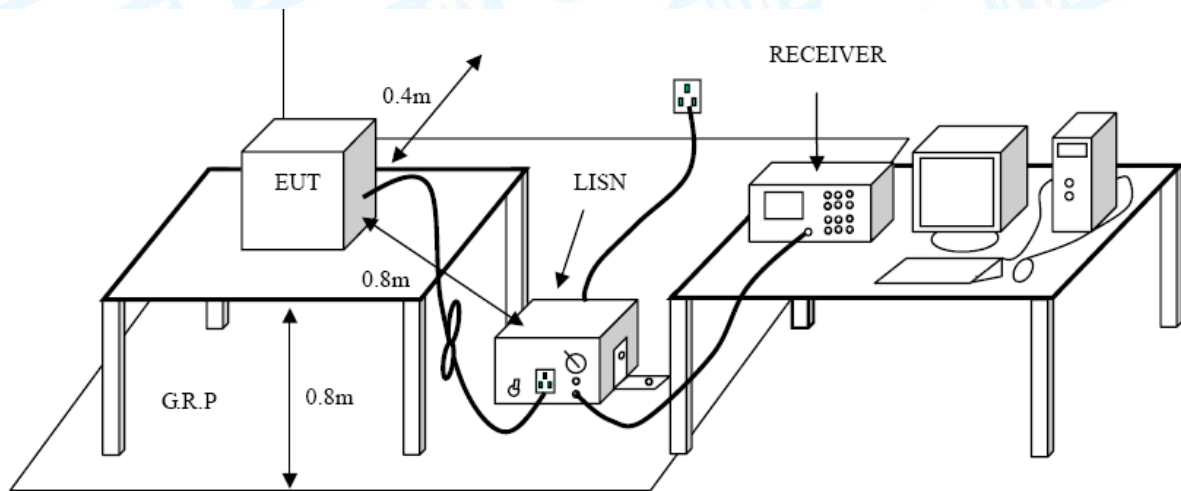 RECEIVER
0.4m
EUT
LISN
0.8m
G.R.P
0.8m